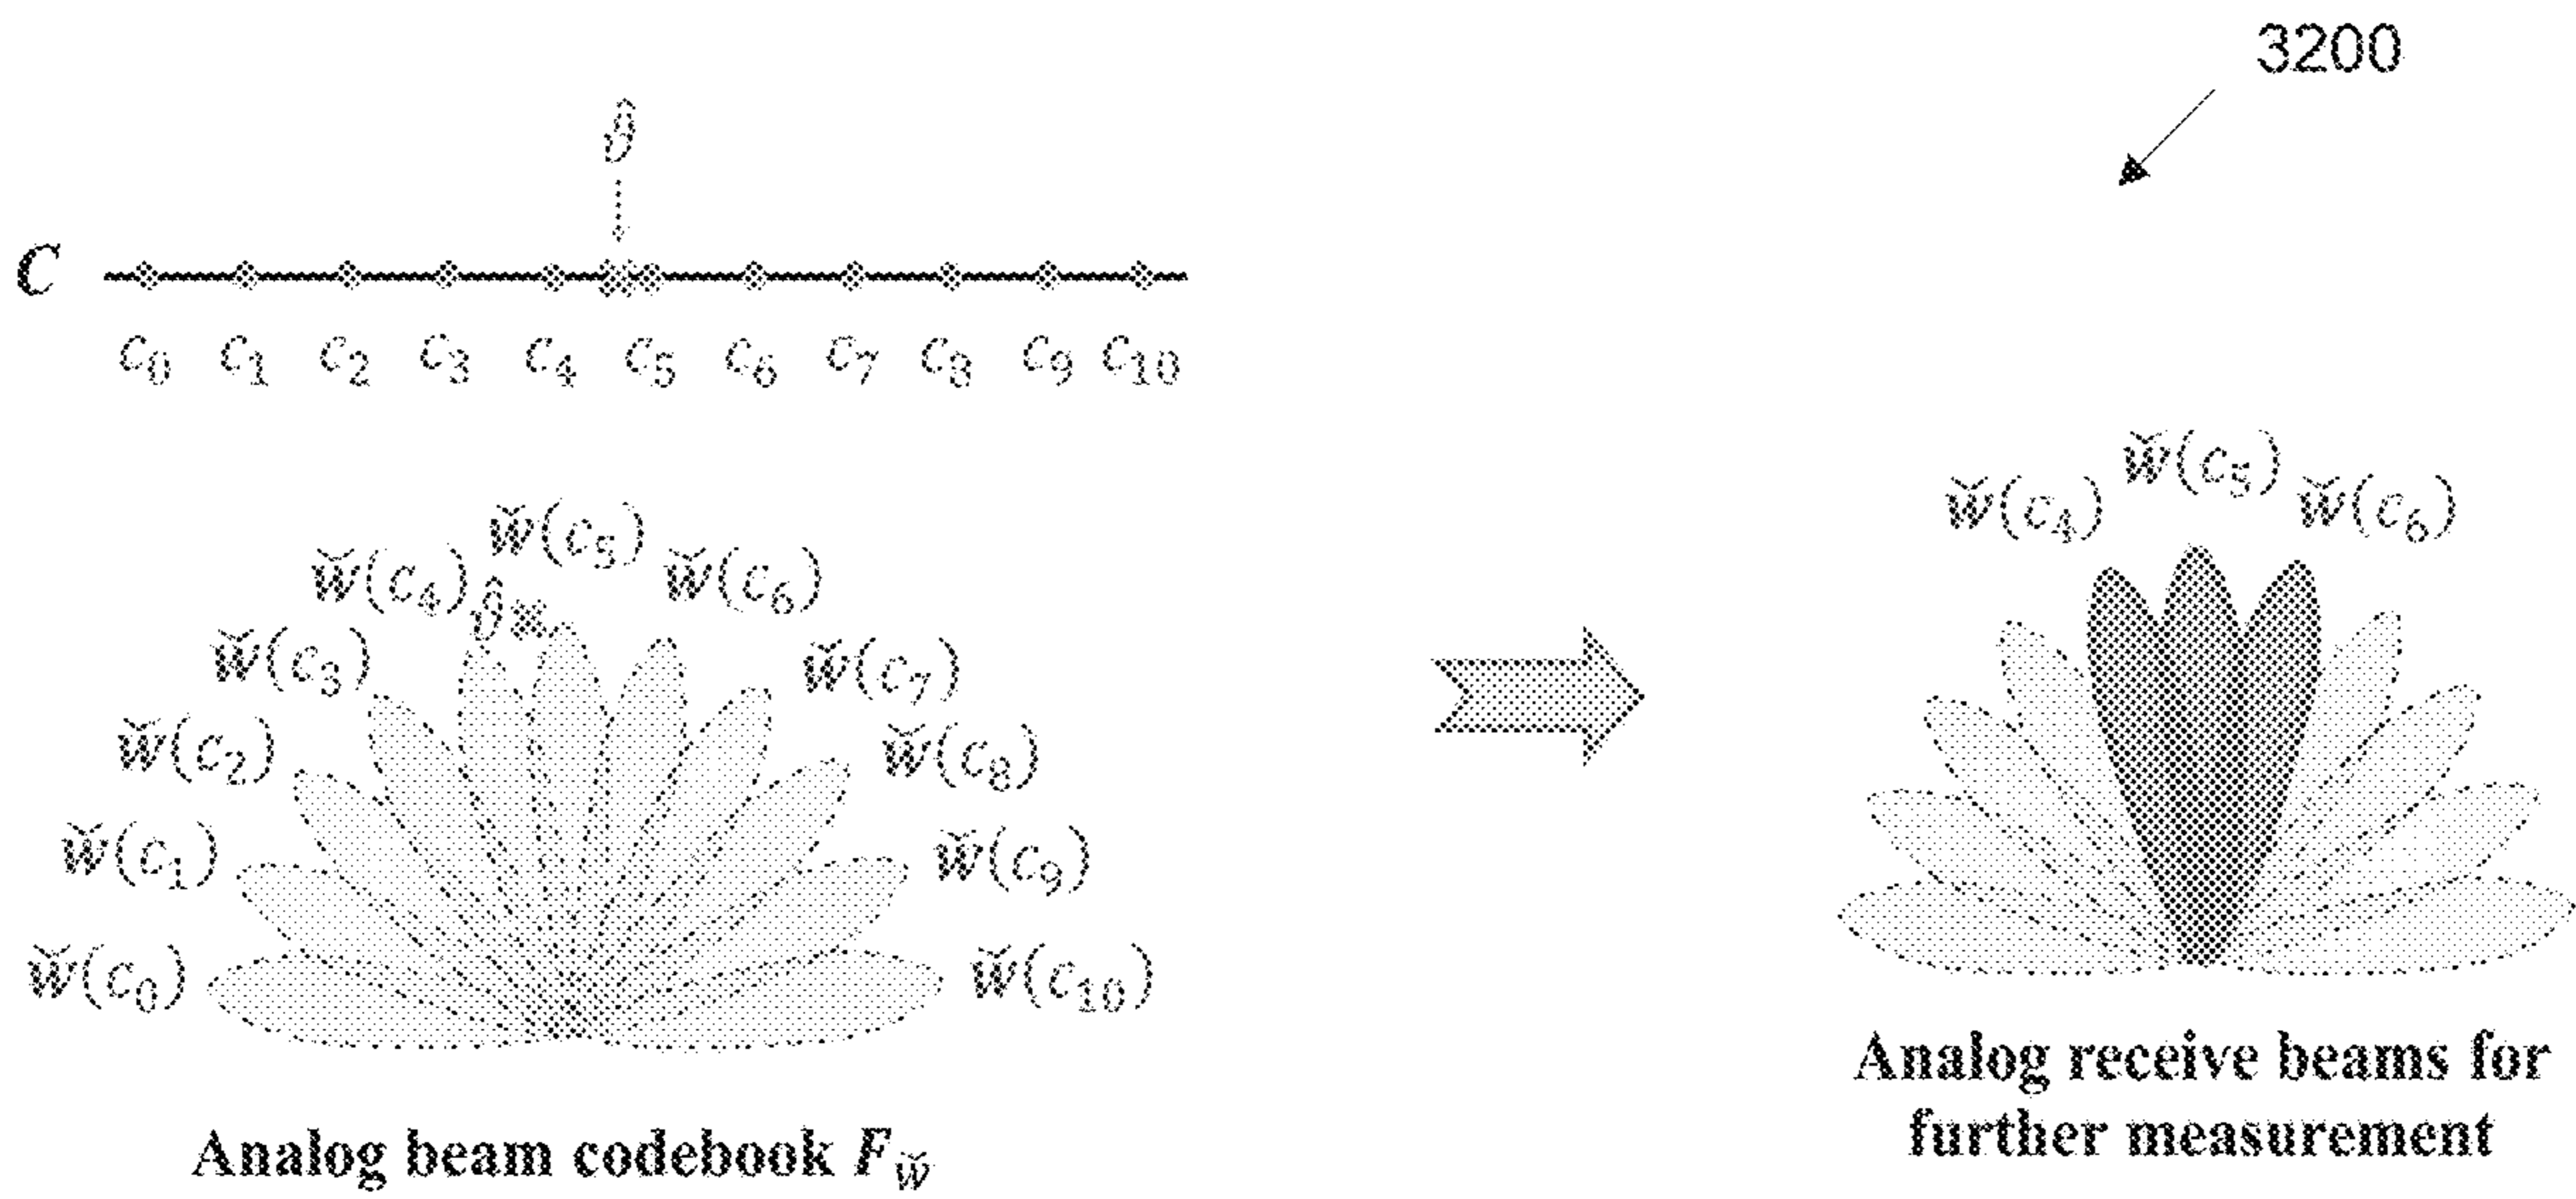 3200
ϑ̂
C
c₀ c₁ c₂ c₃ c₄ c₅ c₆ c₇ c₈ c₉ c₁₀
w̌(c₀)
w̌(c₁)
w̌(c₂)
w̌(c₃)
w̌(c₄)
ϑ̂
w̌(c₅)
w̌(c₆)
w̌(c₇)
w̌(c₈)
w̌(c₉)
w̌(c₁₀)
Analog beam codebook F_w̌
w̌(c₄) w̌(c₅) w̌(c₆)
Analog receive beams for
further measurement